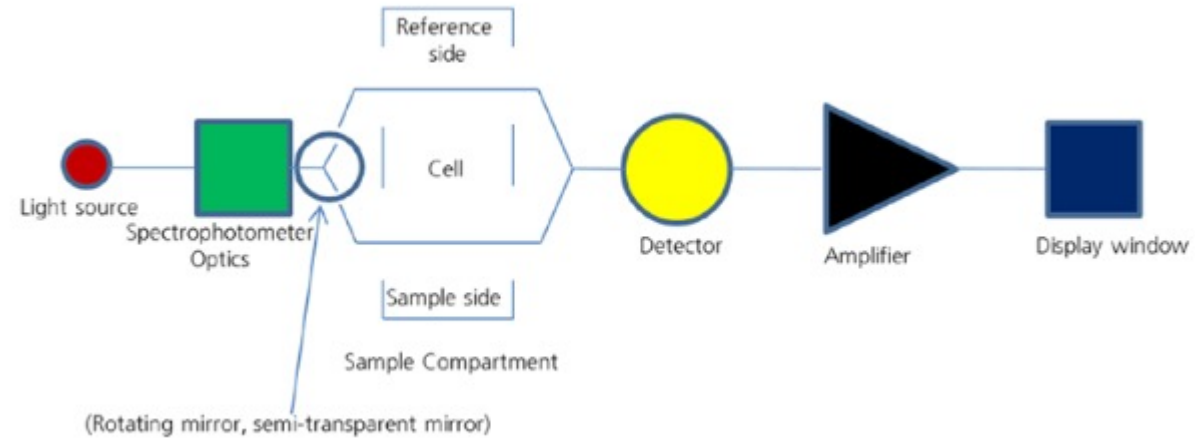 Reference
side
Cell
Light source
Spectrophotometer
Optics
Detector
Amplifier
Display window
Sample side
Sample Compartment
(Rotating mirror, semi-transparent mirror)